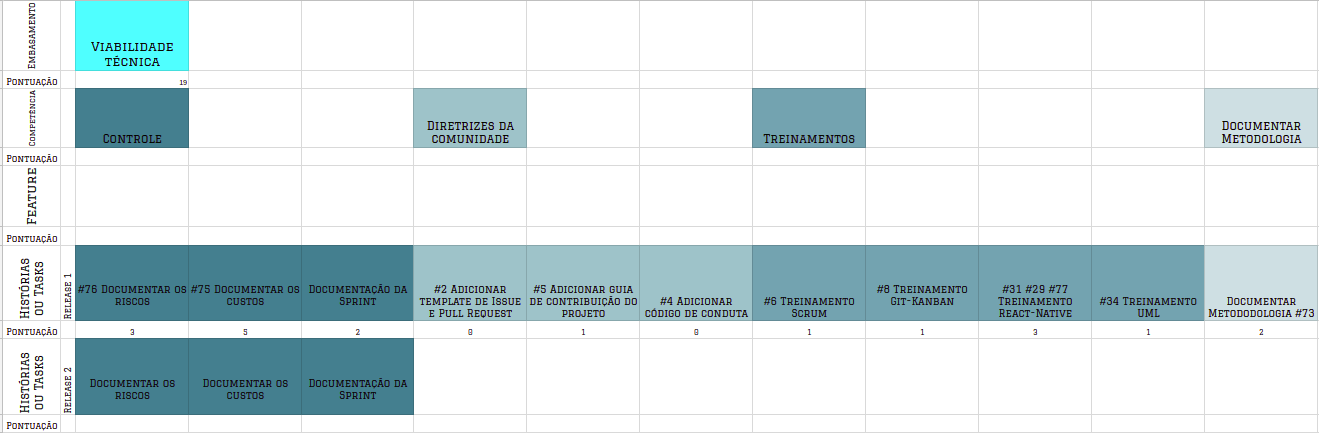 Embasamento
Viabilidade
técnica
Pontuação
19
Competência
Controle
Diretrizes da
comunidade
Treinamentos
Documentar
Metodologia
Pontuação
Feature
Pontuação
Histórias
ou Tasks
Release 1
#76 Documentar os
riscos
#75 Documentar os
custos
Documentação da
Sprint
#2 Adicionar
template de Issue
e Pull Request
#5 Adicionar guia
de contribuição do
projeto
#4 Adicionar
código de conduta
#6 Treinamento
Scrum
#8 Treinamento
Git-Kanban
#31 #29 #77
Treinamento
React-Native
#34 Treinamento
UML
Documentar
Metododologia #73
Pontuação
3
5
2
0
1
0
1
1
3
1
2
Histórias
ou Tasks
Release 2
Documentar os
riscos
Documentar os
custos
Documentação da
Sprint
Pontuação